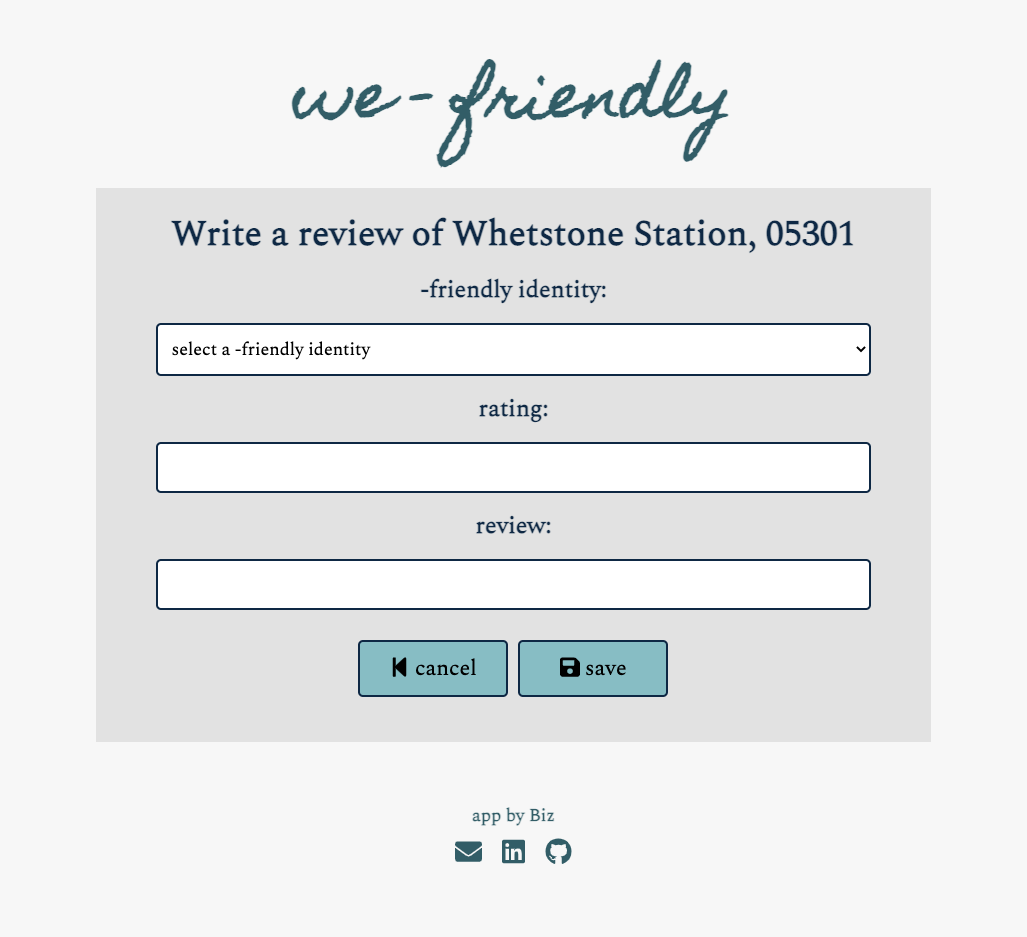 we-friendly
Write a review of Whetstone Station, 05301
-friendly identity:
select a -friendly identity
rating:
review:
cancel
save
app by Biz
in